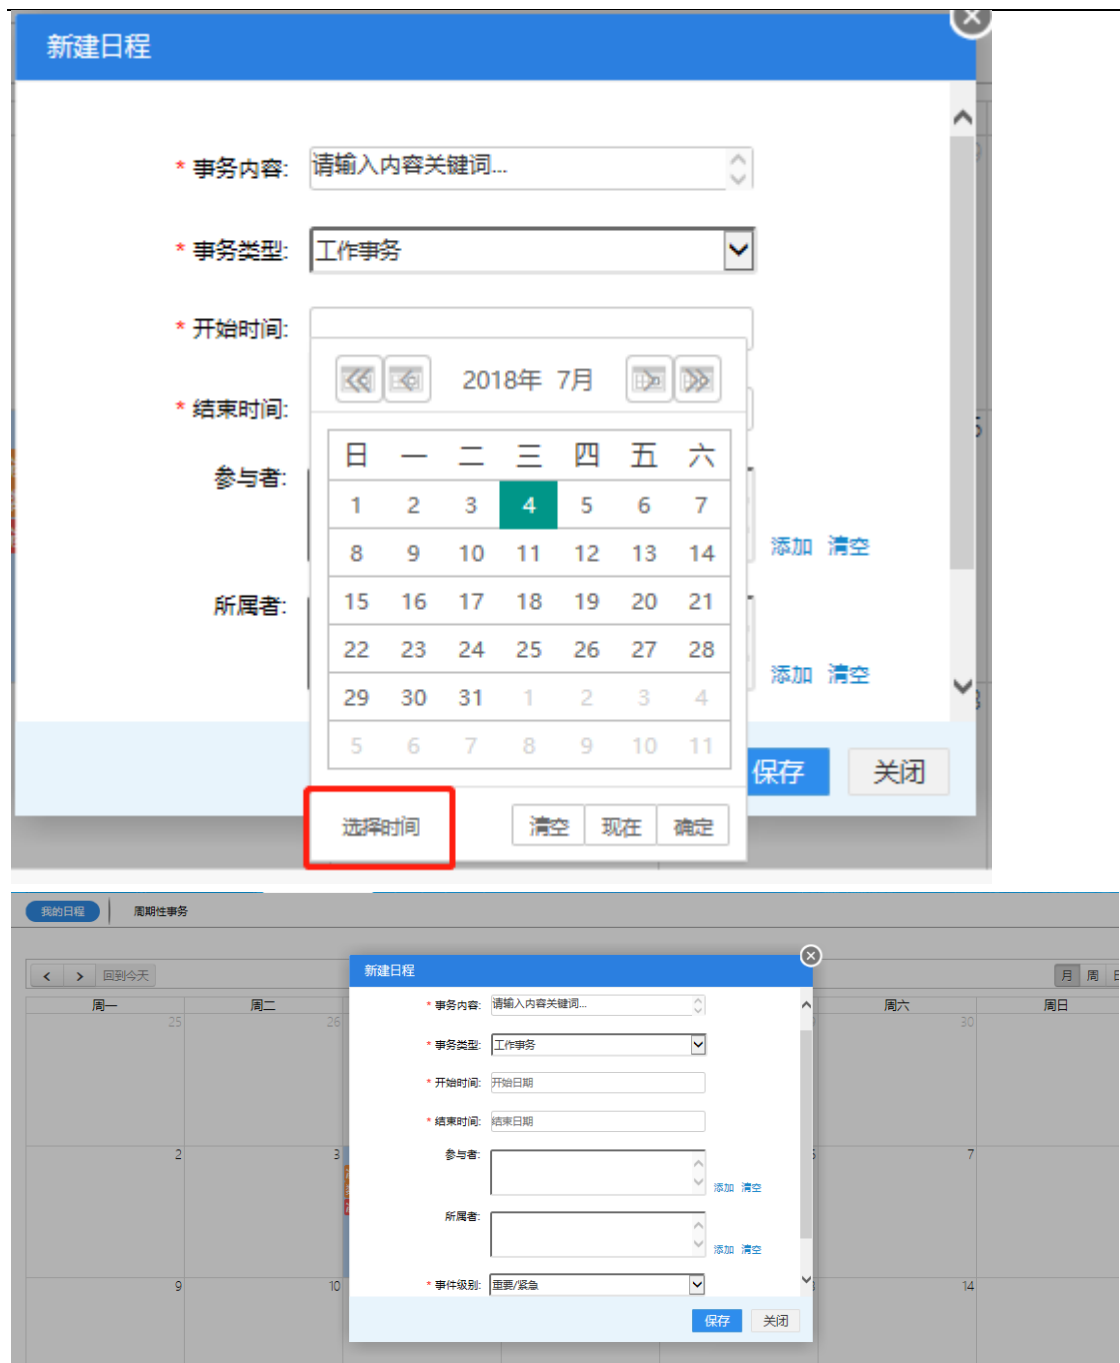 新建日程
* 事务内容: 请输入内容关键词...
* 事务类型: 工作事务
* 开始时间:
2018年 7月
* 结束时间:
日 一 二 三 四 五 六
参与者:
1 2 3 4 5 6 7
添加 清空
8 9 10 11 12 13 14
所属者:
15 16 17 18 19 20 21
22 23 24 25 26 27 28
添加 清空
29 30 31 1 2 3 4
5 6 7 8 9 10 11
保存 关闭
选择时间 清空 现在 确定
我的日程 周期性事务
新建日程
回到今天
月 周
周一 周二 周六 周日
* 事务内容: 请输入内容关键词...
25 26 30
* 事务类型: 工作事务
* 开始时间: 开始日期
* 结束时间: 结束日期
2 3 7
参与者:
添加 清空
所属者:
添加 清空
* 事件级别: 重要/紧急
9 10 14
保存 关闭